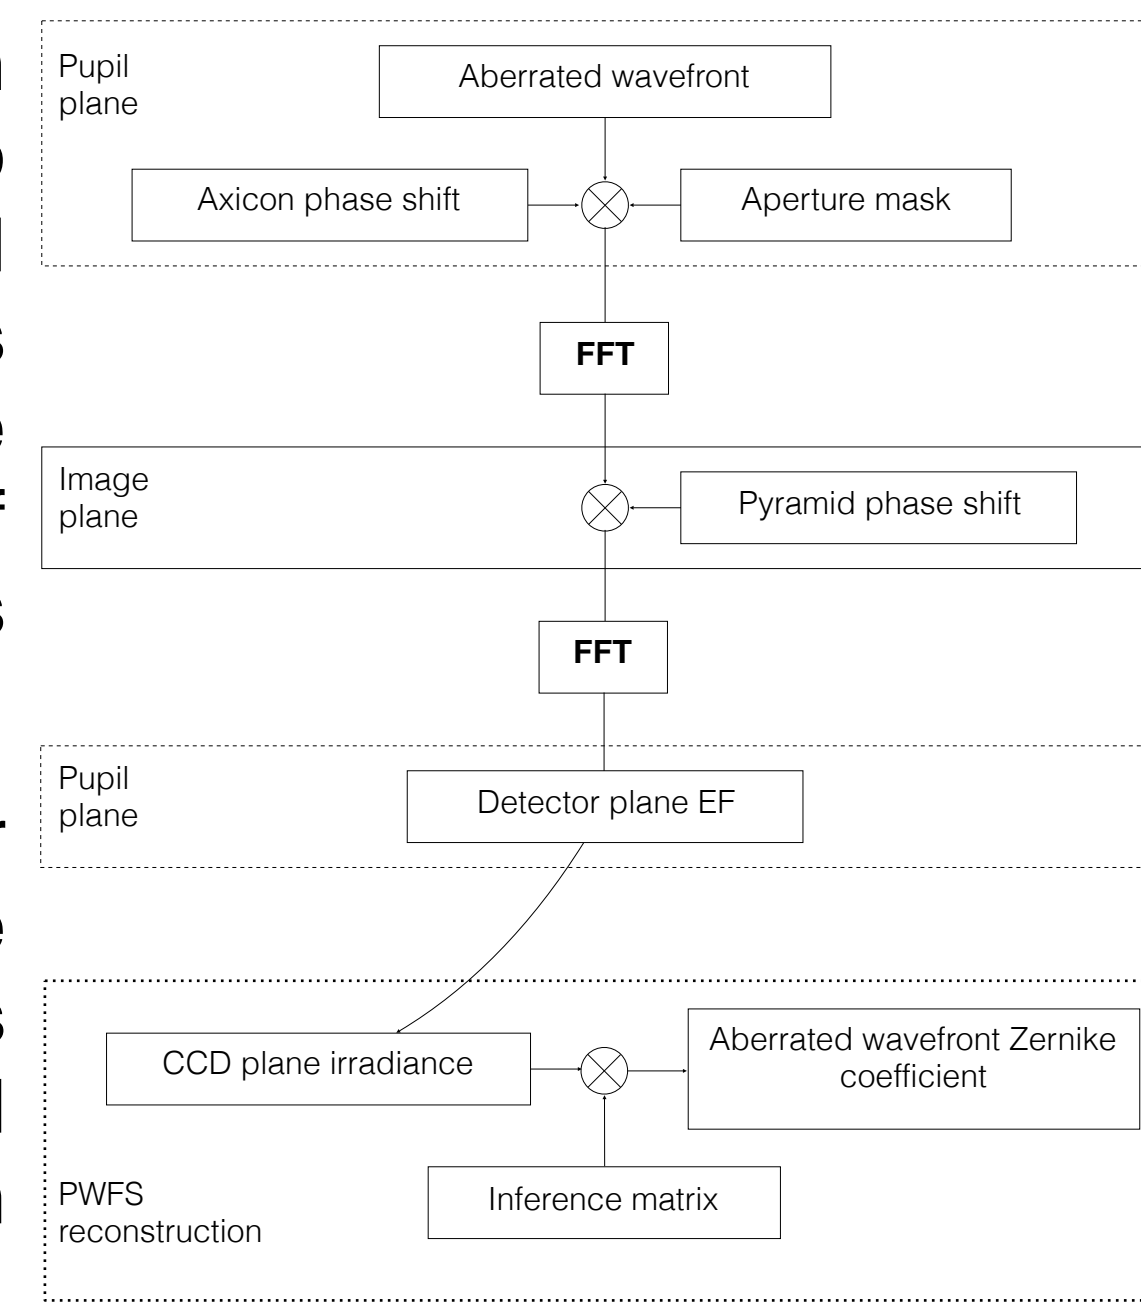 Pupil
plane
Aberrated wavefront
Axicon phase shift
Aperture mask
FFT
Image
plane
Pyramid phase shift
FFT
Pupil
plane
Detector plane EF
CCD plane irradiance
Aberrated wavefront Zernike
coefficient
PWFS
reconstruction
Inference matrix